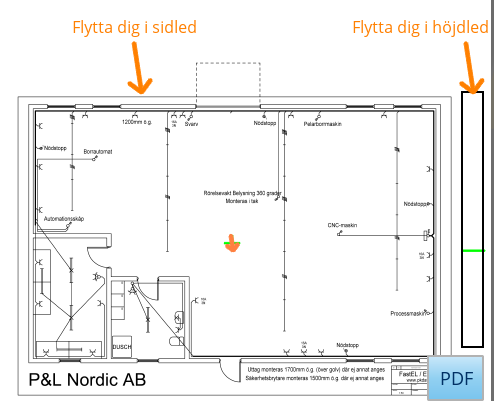 Flytta dig i sidled
Flytta dig i höjdled
1200mm ö.g.
Svarv
Nödstopp
Pelarborrmaskin
Nödstopp
Borrautomat
Rörelsevakt Belysning 360 grader
Monteras i tak
Nödstopp
Automationsskåp
CNC-maskin
Processmaskin
DUSCH
Nödstopp
P&L Nordic AB
Uttag monteras 1700mm ö.g. (över golv) där ej annat anges
Säkerhetsbrytare monteras 1500mm ö.g. där ej annat anges
FastEL / E
PDF